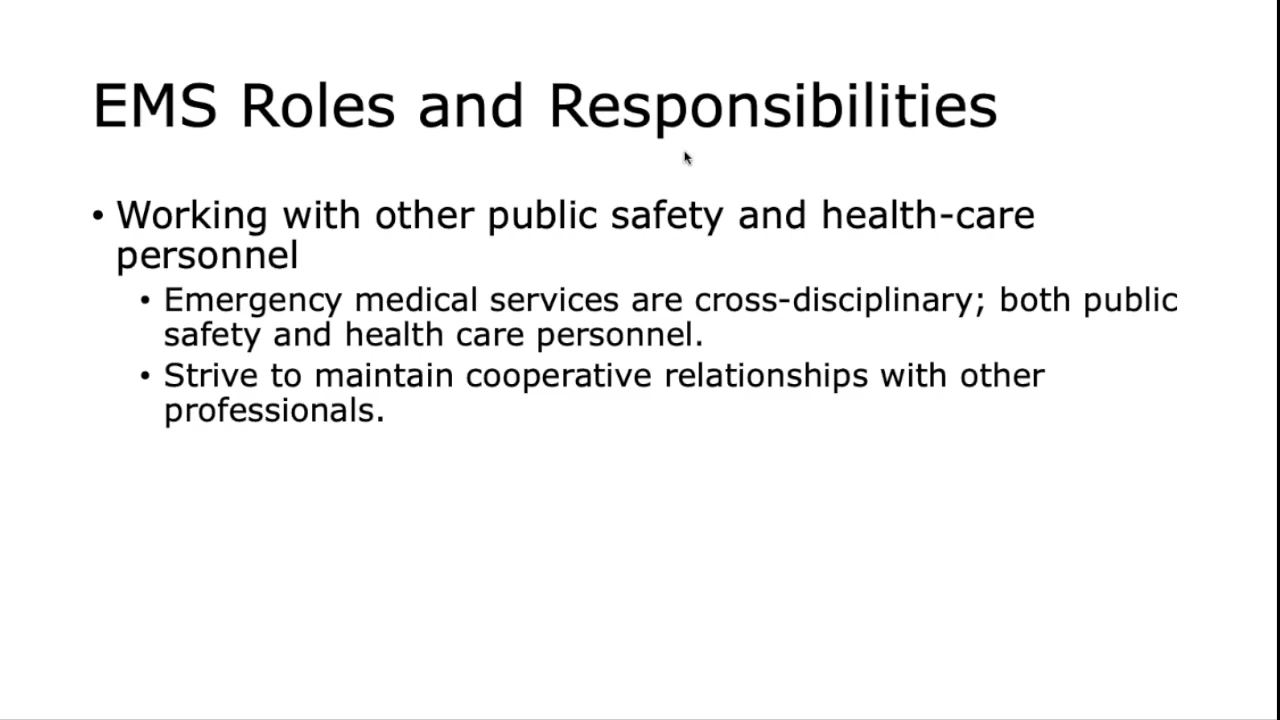 EMS Roles and Responsibilities
• Working with other public safety and health-care
personnel
• Emergency medical services are cross-disciplinary; both public
safety and health care personnel.
• Strive to maintain cooperative relationships with other
professionals.